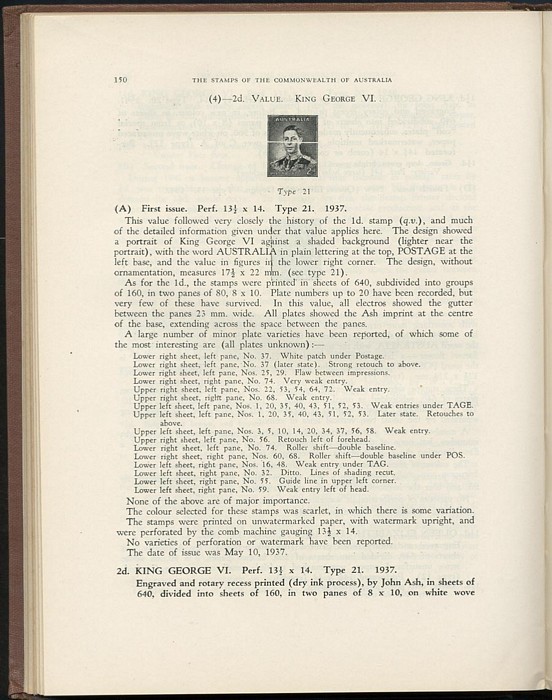 150
THE STAMPS OF THE COMMONWEALTH OF AUSTRALIA
(4)—2d. VALUE. KING GEORGE VI.
AUSTRALIA
Type 21
(A) First issue. Perf. 13½ x 14. Type 21. 1937.
This value followed very closely the history of the 1d. stamp (q.v.), and much
of the detailed information given under that value applies here. The design showed
a portrait of King George VI against a shaded background (lighter near the
portrait), with the word AUSTRALIA in plain lettering at the top, POSTAGE at the
left base, and the value in figures in the lower right corner. The design, without
ornamentation, measures 17½ x 22 mm. (see type 21).
As for the 1d., the stamps were printed in sheets of 640, subdivided into groups
of 160, in two panes of 80, 8 x 10. Plate numbers up to 20 have been recorded, but
very few of these have survived. In this value, all electros showed the gutter
between the panes 23 mm. wide. All plates showed the Ash imprint at the centre
of the base, extending across the space between the panes.
A large number of minor plate varieties have been reported, of which some of
the most interesting are (all plates unknown) :—
Lower right sheet, left pane, No. 37. White patch under Postage.
Lower right sheet, left pane, No. 37 (later state). Strong retouch to above.
Lower right sheet, left pane, Nos. 25, 29. Flaw between impressions.
Lower right sheet, right pane, No. 74. Very weak entry.
Upper right sheet, left pane, Nos. 22, 53, 54, 64, 72. Weak entry.
Upper right sheet, right pane, No. 68. Weak entry.
Upper left sheet, left pane, Nos. 1, 20, 35, 40, 43, 51, 52, 53. Weak entries under TAGE.
Upper left sheet, left pane, Nos. 1, 20, 35, 40, 43, 51, 52, 53. Later state. Retouches to
above.
Upper left sheet, left pane, Nos. 3, 5, 10, 14, 20, 34, 37, 56, 58. Weak entry.
Upper right sheet, left pane, No. 56. Retouch left of forehead.
Lower right sheet, left pane, No. 74. Roller shift—double baseline.
Lower right sheet, right pane, Nos. 60, 68. Roller shift—double baseline under POS.
Lower left sheet, right pane, Nos. 16, 48. Weak entry under TAG.
Lower left sheet, right pane, No. 32. Ditto. Lines of shading recut.
Lower left sheet, right pane, No. 55. Guide line in upper left corner.
Lower left sheet, right pane, No. 59. Weak entry left of head.
None of the above are of major importance.
The colour selected for these stamps was scarlet, in which there is some variation.
The stamps were printed on unwatermarked paper, with watermark upright, and
were perforated by the comb machine gauging 13½ x 14.
No varieties of perforation or watermark have been reported.
The date of issue was May 10, 1937.
2d. KING GEORGE VI. Perf. 13½ x 14. Type 21. 1937.
Engraved and rotary recess printed (dry ink process), by John Ash, in sheets of
640, divided into sheets of 160, in two panes of 8 x 10, on white wove